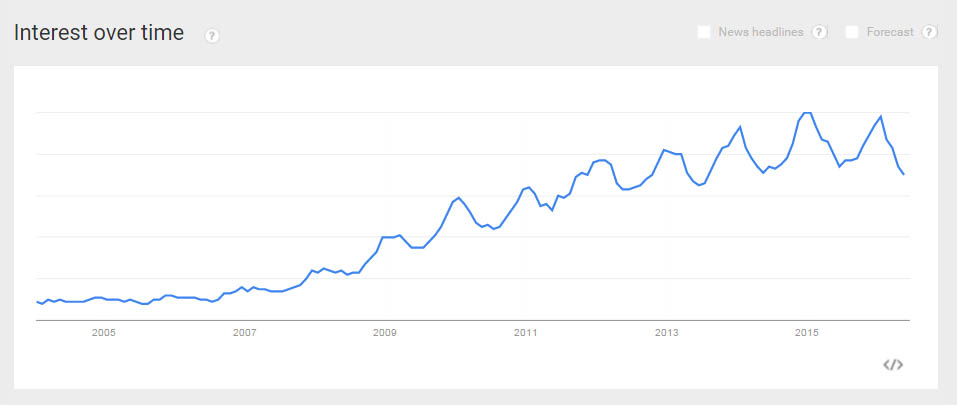 Interest over time ? News headlines ? Forecast ?
2005 2007 2009 2011 2013 2015
</>